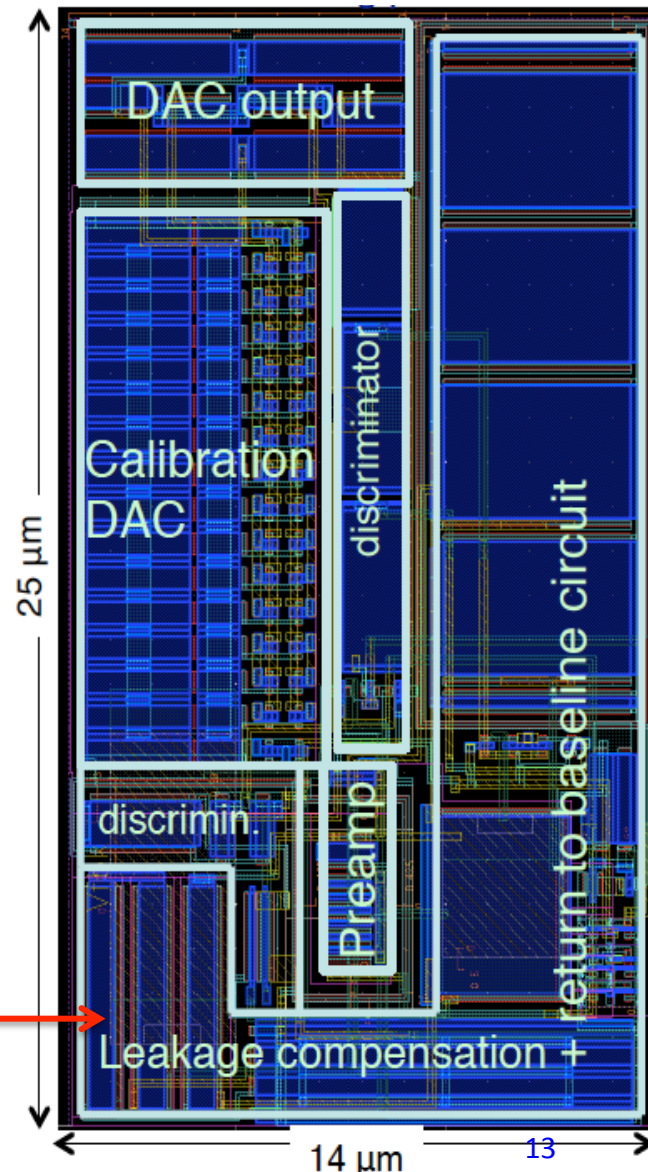 DAC output
Calibration
DAC
discriminator
25 µm
discrimin.
Preamp
return to baseline circuit
Leakage compensation +
14 µm
13